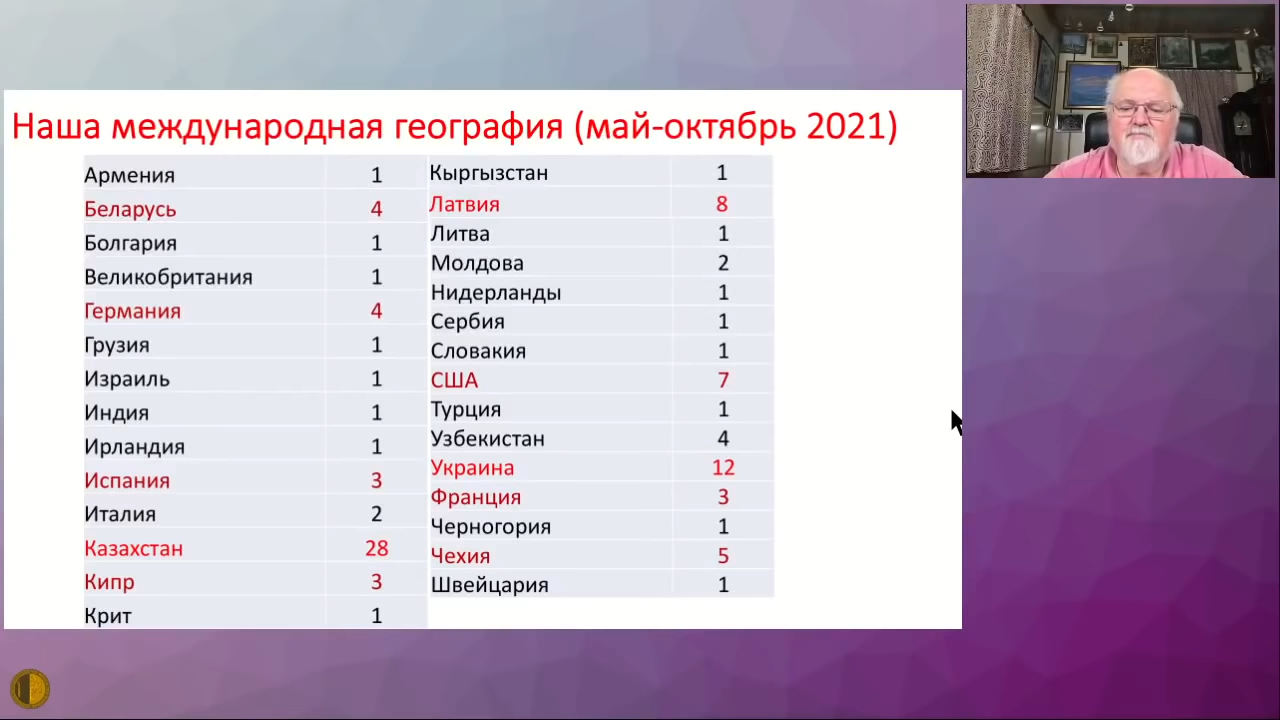 Наша международная география (май-октябрь 2021)
Армения 1
Беларусь 4
Болгария 1
Великобритания 1
Германия 4
Грузия 1
Израиль 1
Индия 1
Ирландия 1
Испания 3
Италия 2
Казахстан 28
Кипр 3
Крит 1
Кыргызстан 1
Латвия 8
Литва 1
Молдова 2
Нидерланды 1
Сербия 1
Словакия 1
США 7
Турция 1
Узбекистан 4
Украина 12
Франция 3
Черногория 1
Чехия 5
Швейцария 1